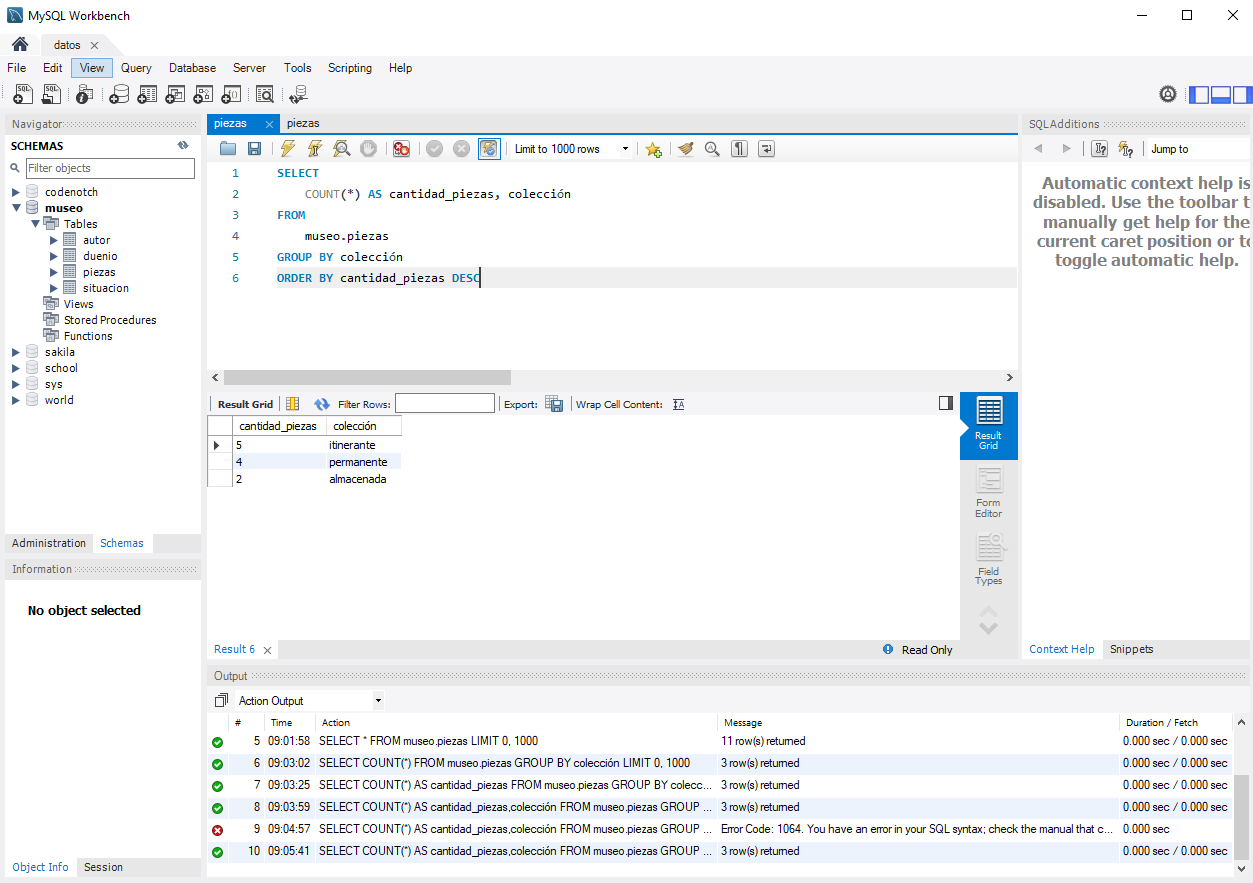 MySQL Workbench
datos
File Edit View Query Database Server Tools Scripting Help
Navigator
SCHEMAS
Filter objects
codenotch
museo
Tables
autor
duenio
piezas
situacion
Views
Stored Procedures
Functions
sakila
school
sys
world
Administration Schemas
Information
No object selected
Object Info Session
piezas piezas
Limit to 1000 rows
1 SELECT
2 COUNT(*) AS cantidad_piezas, colección
3 FROM
4 museo.piezas
5 GROUP BY colección
6 ORDER BY cantidad_piezas DESC
Result Grid Filter Rows: Export: Wrap Cell Content:
cantidad_piezas colección
5 itinerante
4 permanente
2 almacenada
Result Grid
Form Editor
Field Types
Result 6 Read Only
SQLAdditions
Jump to
Automatic context help is
disabled. Use the toolbar t
manually get help for the
current caret position or to
toggle automatic help.
Context Help Snippets
Output
Action Output
# Time Action Message Duration / Fetch
5 09:01:58 SELECT * FROM museo.piezas LIMIT 0, 1000 11 row(s) returned 0.000 sec / 0.000 sec
6 09:03:02 SELECT COUNT(*) FROM museo.piezas GROUP BY colección LIMIT 0, 1000 3 row(s) returned 0.000 sec / 0.000 sec
7 09:03:25 SELECT COUNT(*) AS cantidad_piezas FROM museo.piezas GROUP BY colecc... 3 row(s) returned 0.000 sec / 0.000 sec
8 09:03:59 SELECT COUNT(*) AS cantidad_piezas,colección FROM museo.piezas GROUP ... 3 row(s) returned 0.000 sec / 0.000 sec
9 09:04:57 SELECT COUNT(*) AS cantidad_piezas,colección FROM museo.piezas GROUP ... Error Code: 1064. You have an error in your SQL syntax; check the manual that c... 0.000 sec
10 09:05:41 SELECT COUNT(*) AS cantidad_piezas,colección FROM museo.piezas GROUP ... 3 row(s) returned 0.000 sec / 0.000 sec